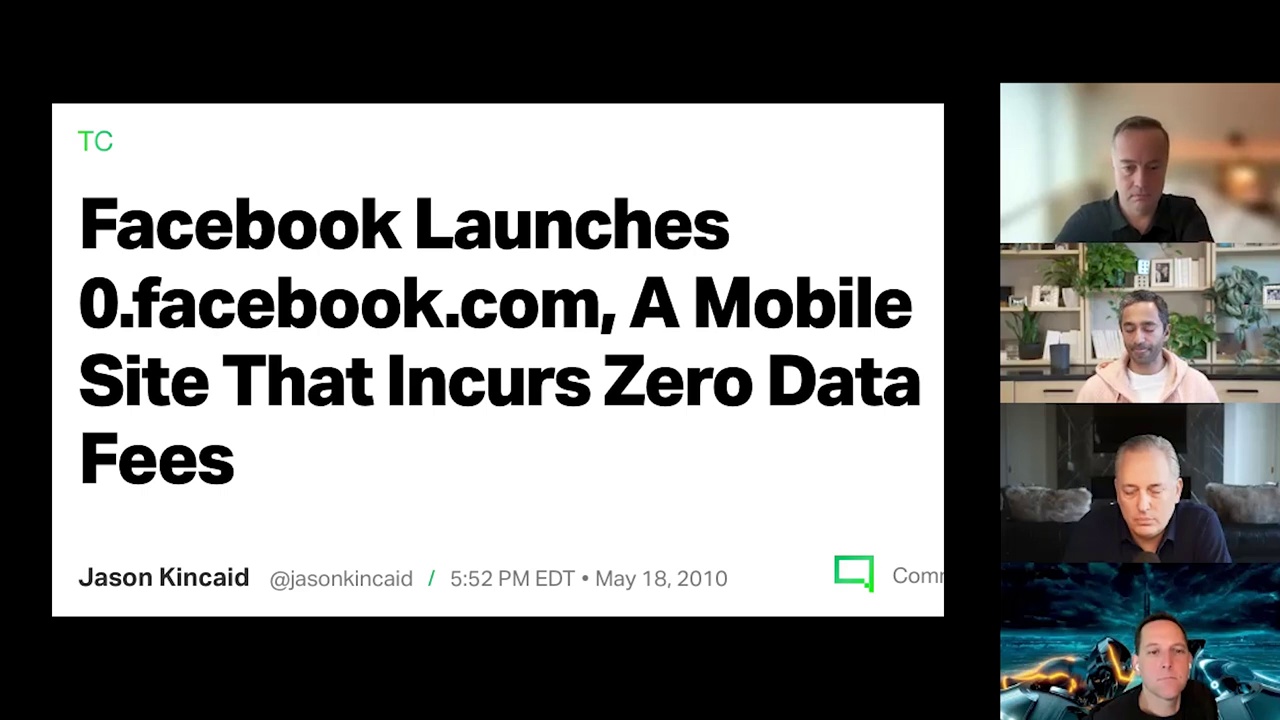 TC
Facebook Launches
0.facebook.com, A Mobile
Site That Incurs Zero Data
Fees
Jason Kincaid @jasonkincaid / 5:52 PM EDT • May 18, 2010